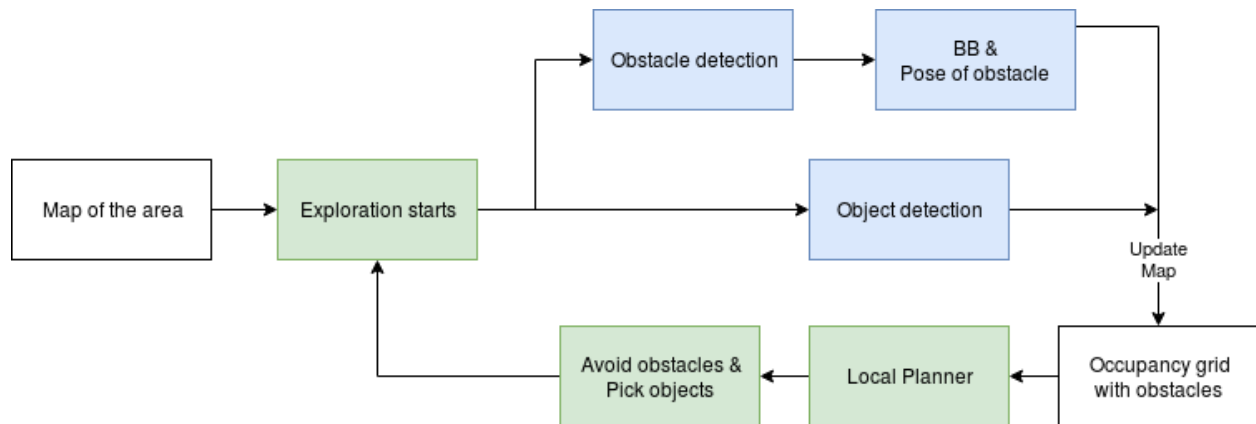 Obstacle detection
BB &
Pose of obstacle
Map of the area
Exploration starts
Object detection
Update
Map
Avoid obstacles &
Pick objects
Local Planner
Occupancy grid
with obstacles